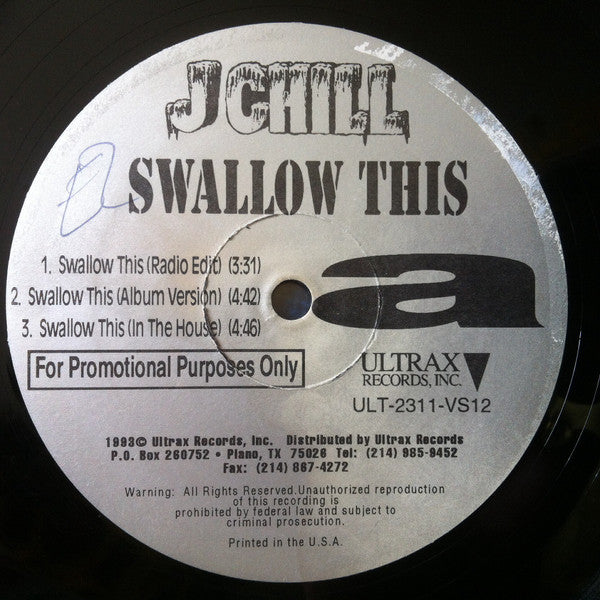 J CHILL
SWALLOW THIS
1. Swallow This (Radio Edit) (3:31)
2. Swallow This (Album Version) (4:42)
3. Swallow This (In The House) (4:46)
For Promotional Purposes Only
a
ULTRAX
RECORDS, INC.
ULT-2311-VS12
1993© Ultrax Records, Inc. Distributed by Ultrax Records
P.O. Box 260752 • Plano, TX 75026 Tel: (214) 985-9452
Fax: (214) 867-4272
Warning: All Rights Reserved.Unauthorized reproduction
of this recording is
prohibited by federal law and subject to
criminal prosecution.
Printed in the U.S.A.